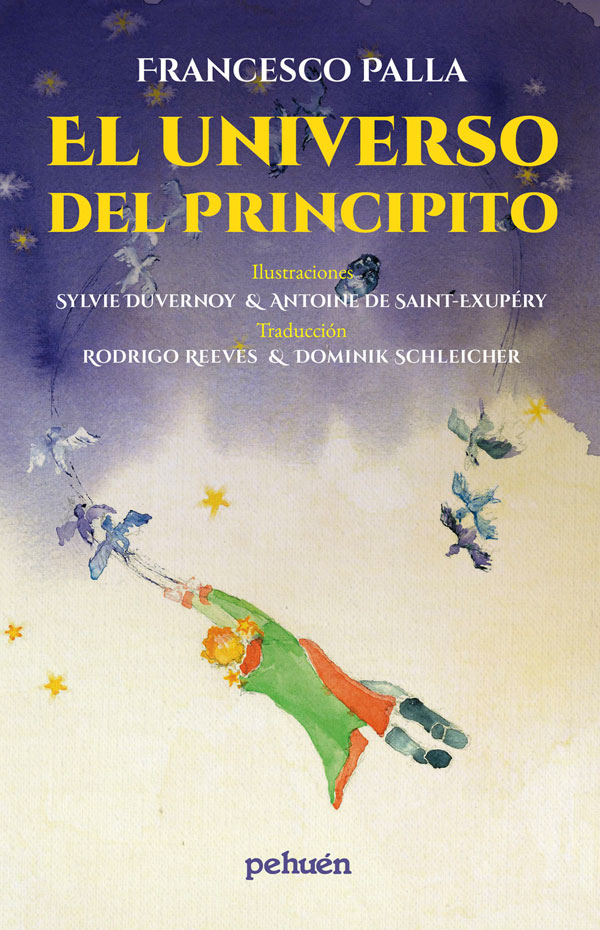 Francesco Palla
El universo
del Principito
Ilustraciones
Sylvie Duvernoy & Antoine de Saint-Exupéry
Traducción
Rodrigo Reeves & Dominik Schleicher
pehuén